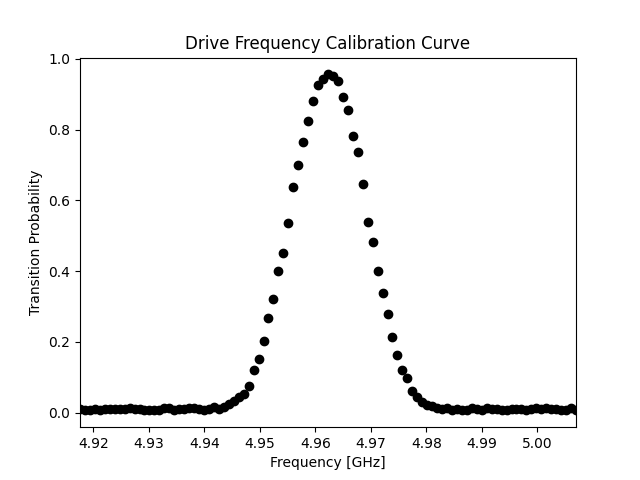 Drive Frequency Calibration Curve
Transition Probability
1.0
0.8
0.6
0.4
0.2
0.0
4.92 4.93 4.94 4.95 4.96 4.97 4.98 4.99 5.00
Frequency [GHz]